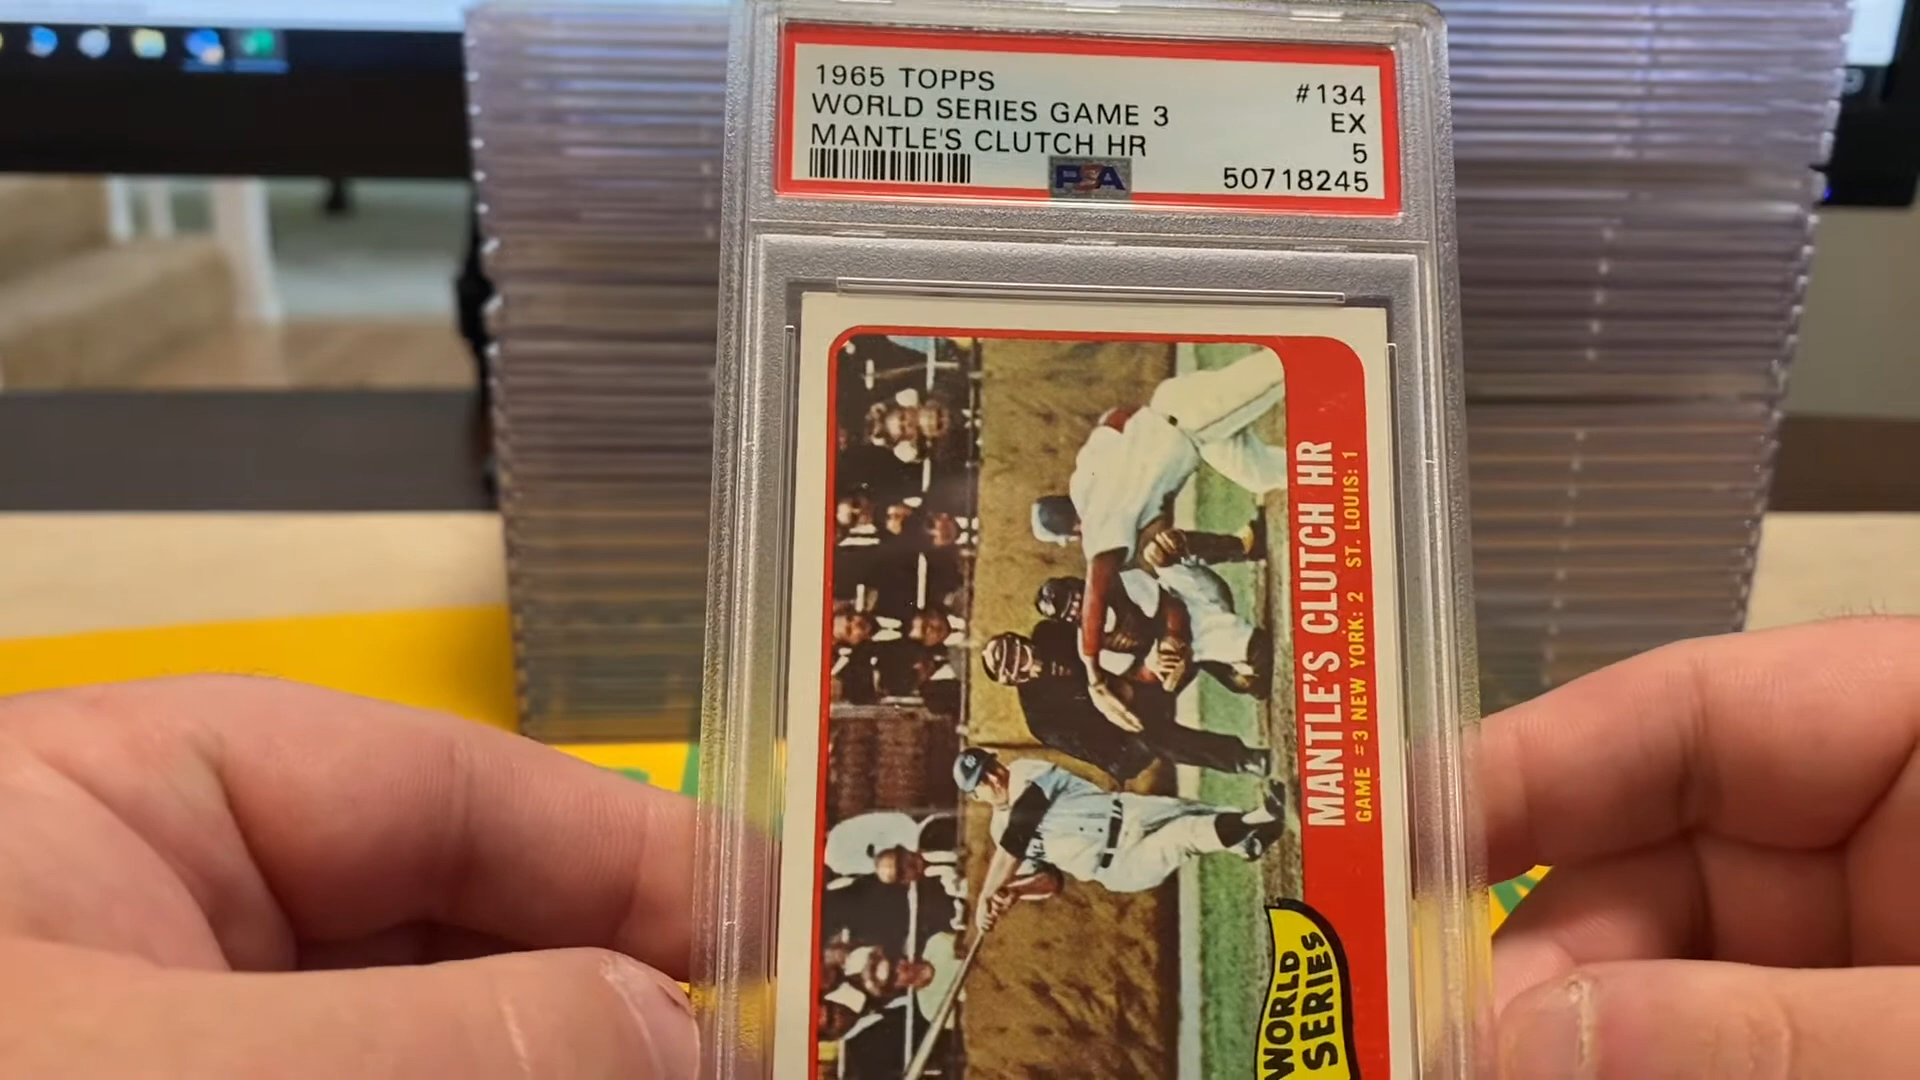 1965 TOPPS
WORLD SERIES GAME 3
MANTLE'S CLUTCH HR
#134
EX
5
50718245
PSA
MANTLE'S CLUTCH HR
GAME =3 NEW YORK: 2 ST. LOUIS: 1
WORLD
SERIES